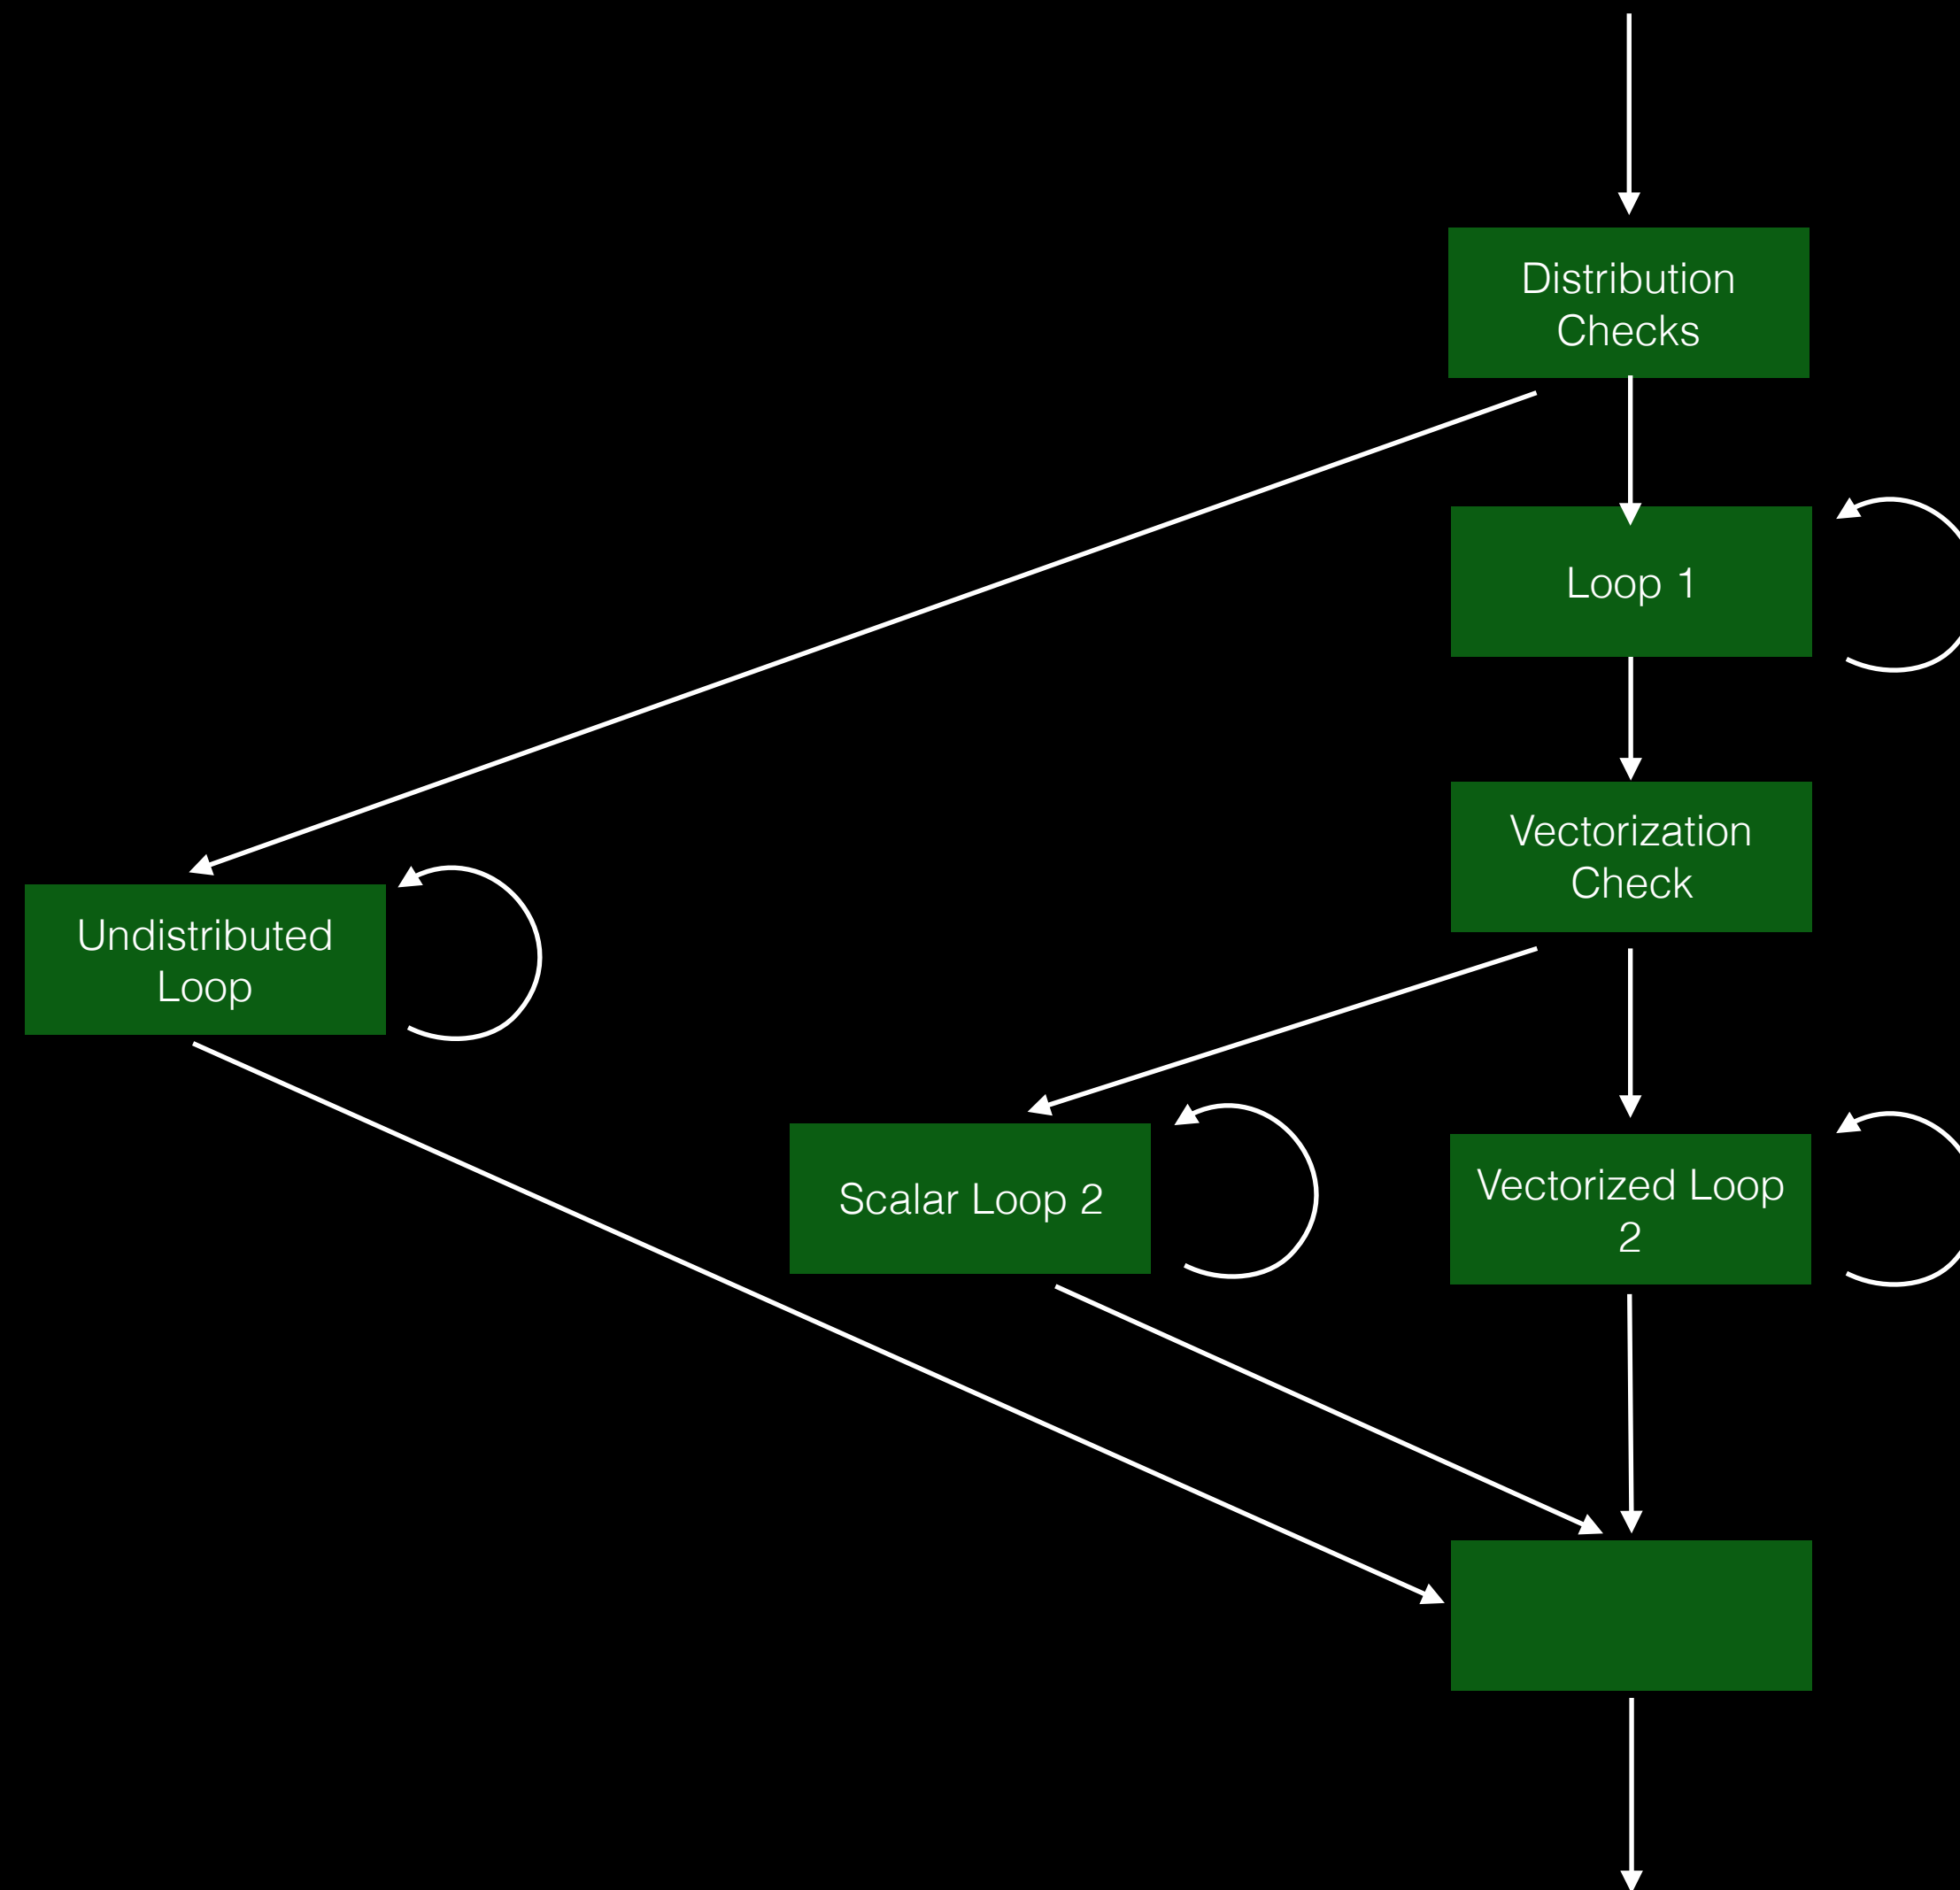 Distribution
Checks
Loop 1
Vectorization
Check
Undistributed
Loop
Scalar Loop 2
Vectorized Loop
2